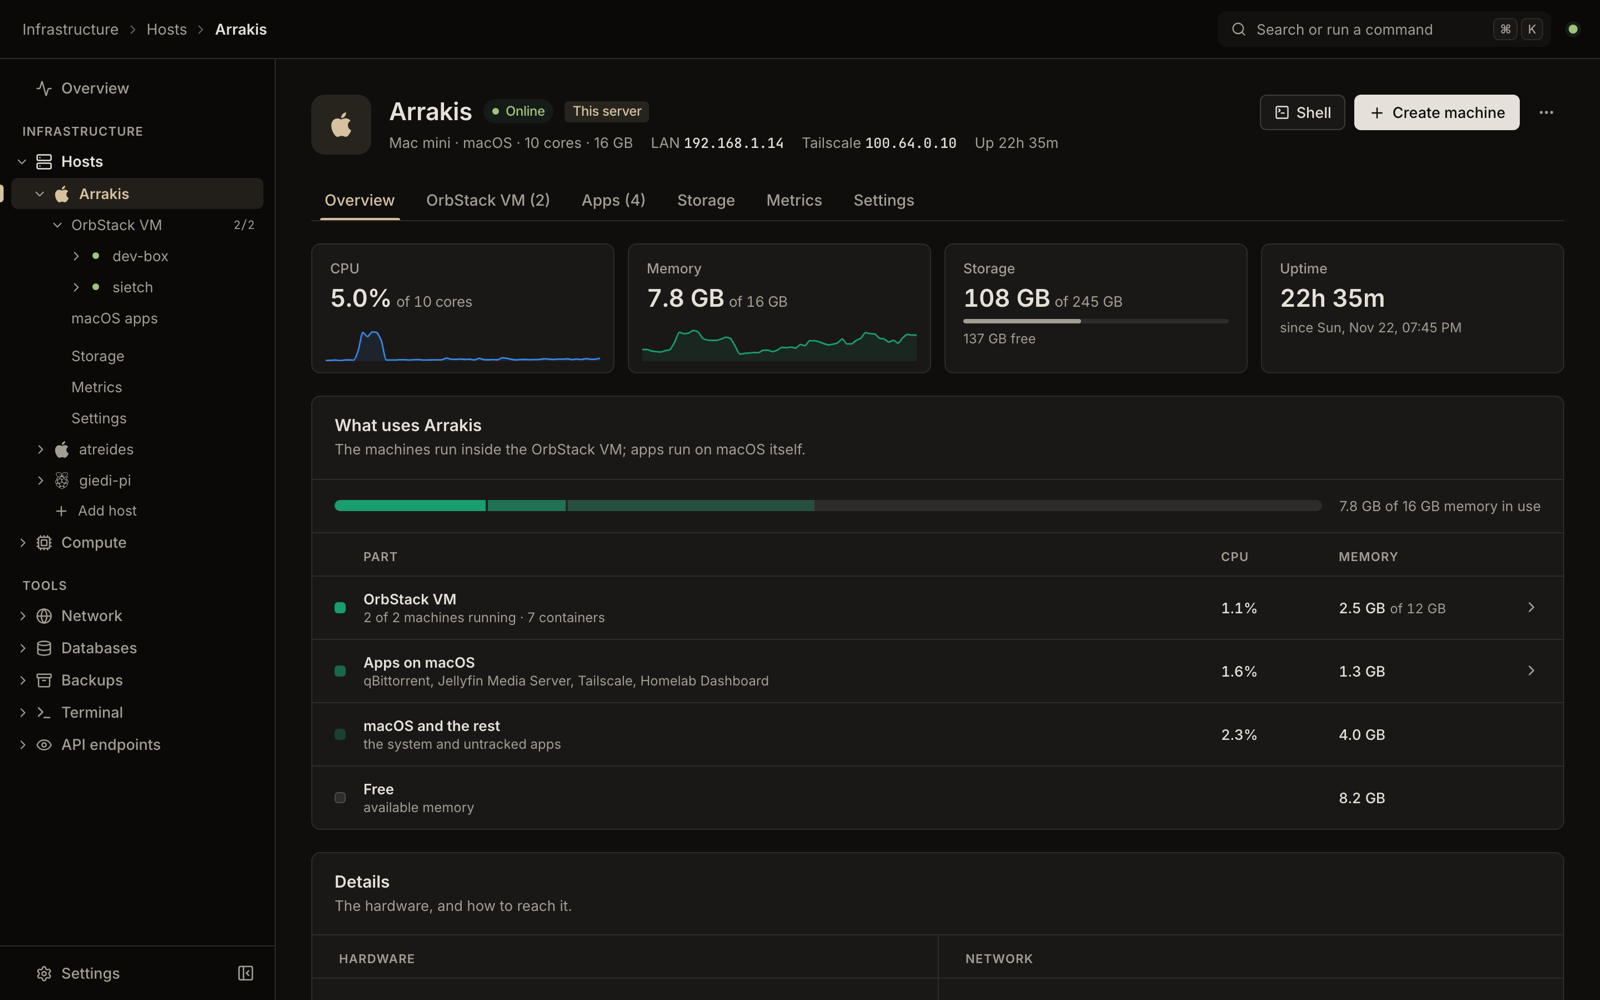 Infrastructure > Hosts > Arrakis
Search or run a command ⌘ K
Overview
INFRASTRUCTURE
Hosts
Arrakis
OrbStack VM 2/2
dev-box
sietch
macOS apps
Storage
Metrics
Settings
atreides
giedi-pi
+ Add host
Compute
TOOLS
Network
Databases
Backups
Terminal
API endpoints
Settings
Arrakis Online This server
Mac mini · macOS · 10 cores · 16 GB LAN 192.168.1.14 Tailscale 100.64.0.10 Up 22h 35m
Shell
+ Create machine
Overview OrbStack VM (2) Apps (4) Storage Metrics Settings
CPU
5.0% of 10 cores
Memory
7.8 GB of 16 GB
Storage
108 GB of 245 GB
137 GB free
Uptime
22h 35m
since Sun, Nov 22, 07:45 PM
What uses Arrakis
The machines run inside the OrbStack VM; apps run on macOS itself.
7.8 GB of 16 GB memory in use
PART CPU MEMORY
OrbStack VM
2 of 2 machines running · 7 containers
1.1% 2.5 GB of 12 GB
Apps on macOS
qBittorrent, Jellyfin Media Server, Tailscale, Homelab Dashboard
1.6% 1.3 GB
macOS and the rest
the system and untracked apps
2.3% 4.0 GB
Free
available memory
8.2 GB
Details
The hardware, and how to reach it.
HARDWARE NETWORK